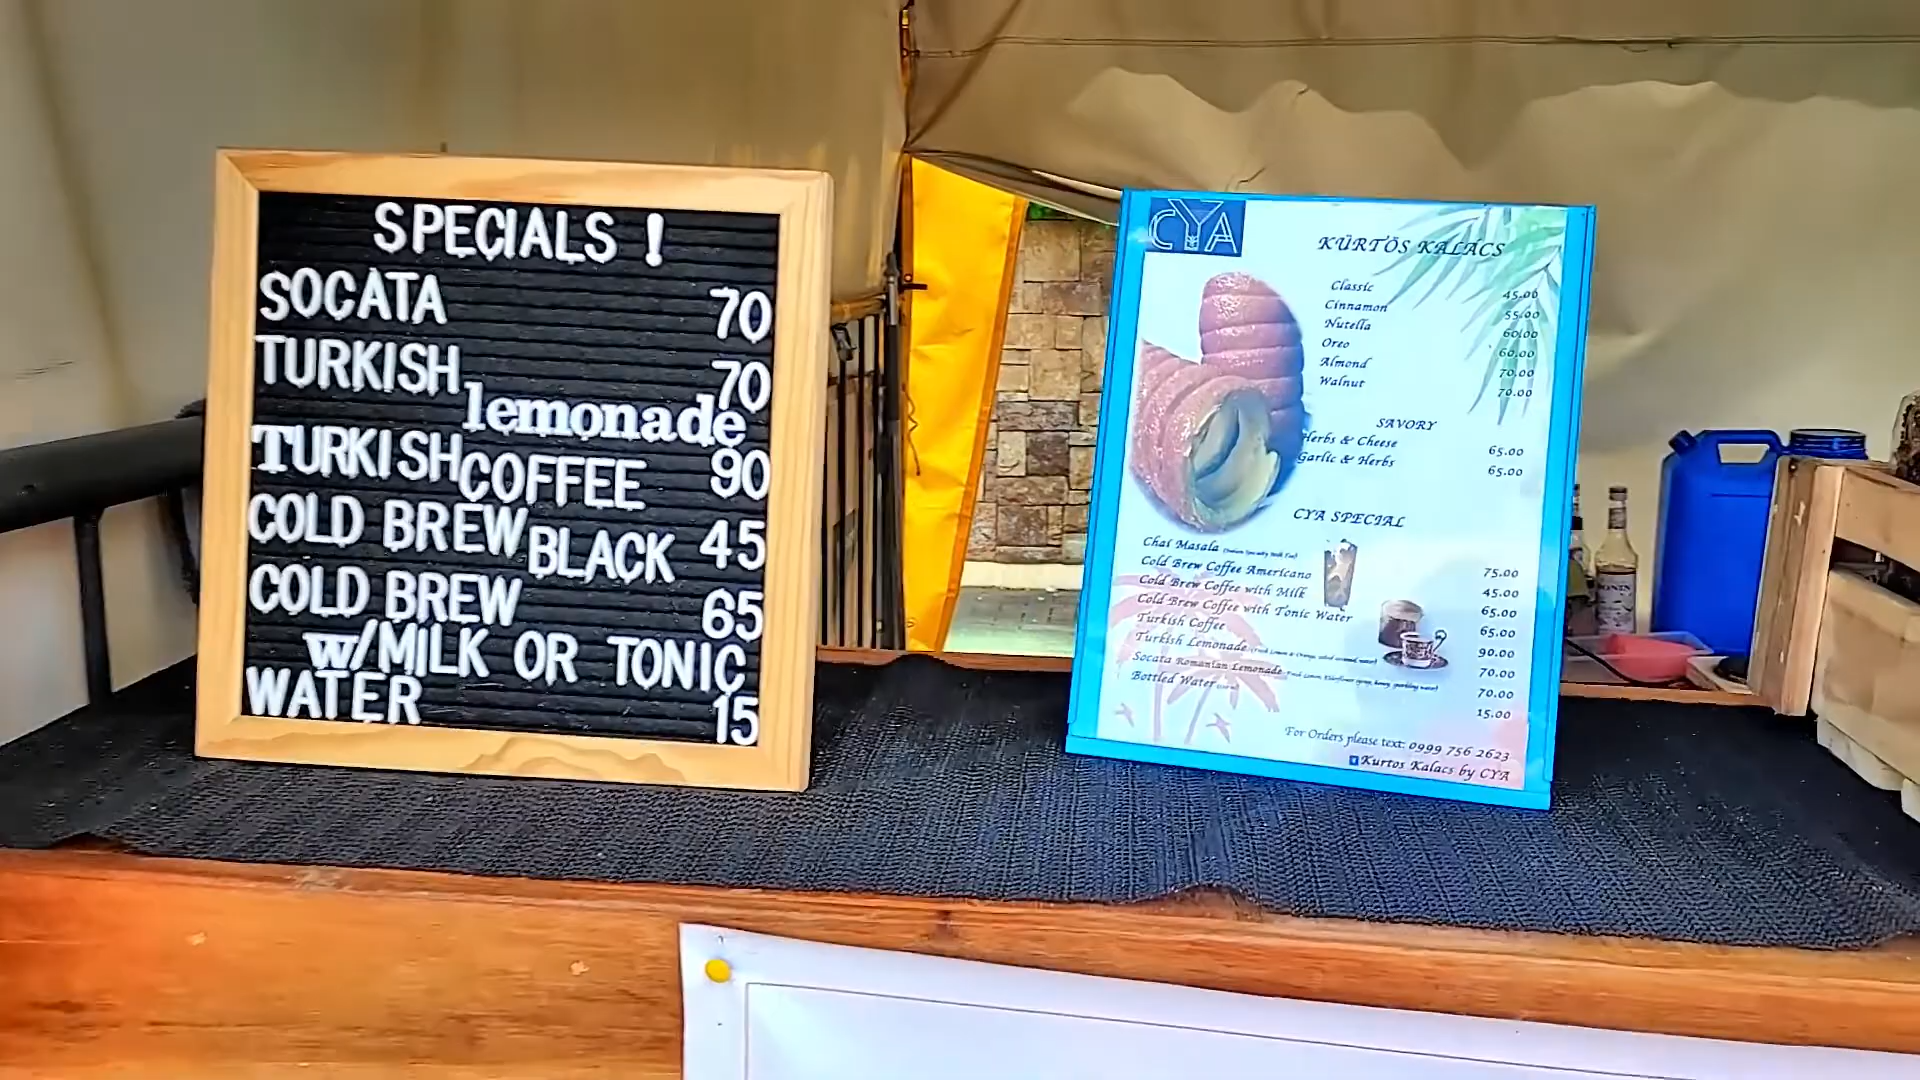 SPECIALS !
SOCATA 70
TURKISH lemonade 70
TURKISH COFFEE 90
COLD BREW BLACK 45
COLD BREW 65
w/MILK OR TONIC
WATER 15
CYA
KÜRTÖS KALÁCS
Classic 45.00
Cinnamon 55.00
Nutella 60.00
Oreo 60.00
Almond 70.00
Walnut 70.00
SAVORY
Herbs & Cheese 65.00
Garlic & Herbs 65.00
CYA SPECIAL
Chai Masala 75.00
Cold Brew Coffee Americano 45.00
Cold Brew Coffee with Milk 65.00
Cold Brew Coffee with Tonic Water 65.00
Turkish Coffee 90.00
Turkish Lemonade 70.00
Socata Romanian Lemonade 70.00
Bottled Water 15.00
For Orders please text: 0999 756 2623
Kurtos Kalacs by CYA